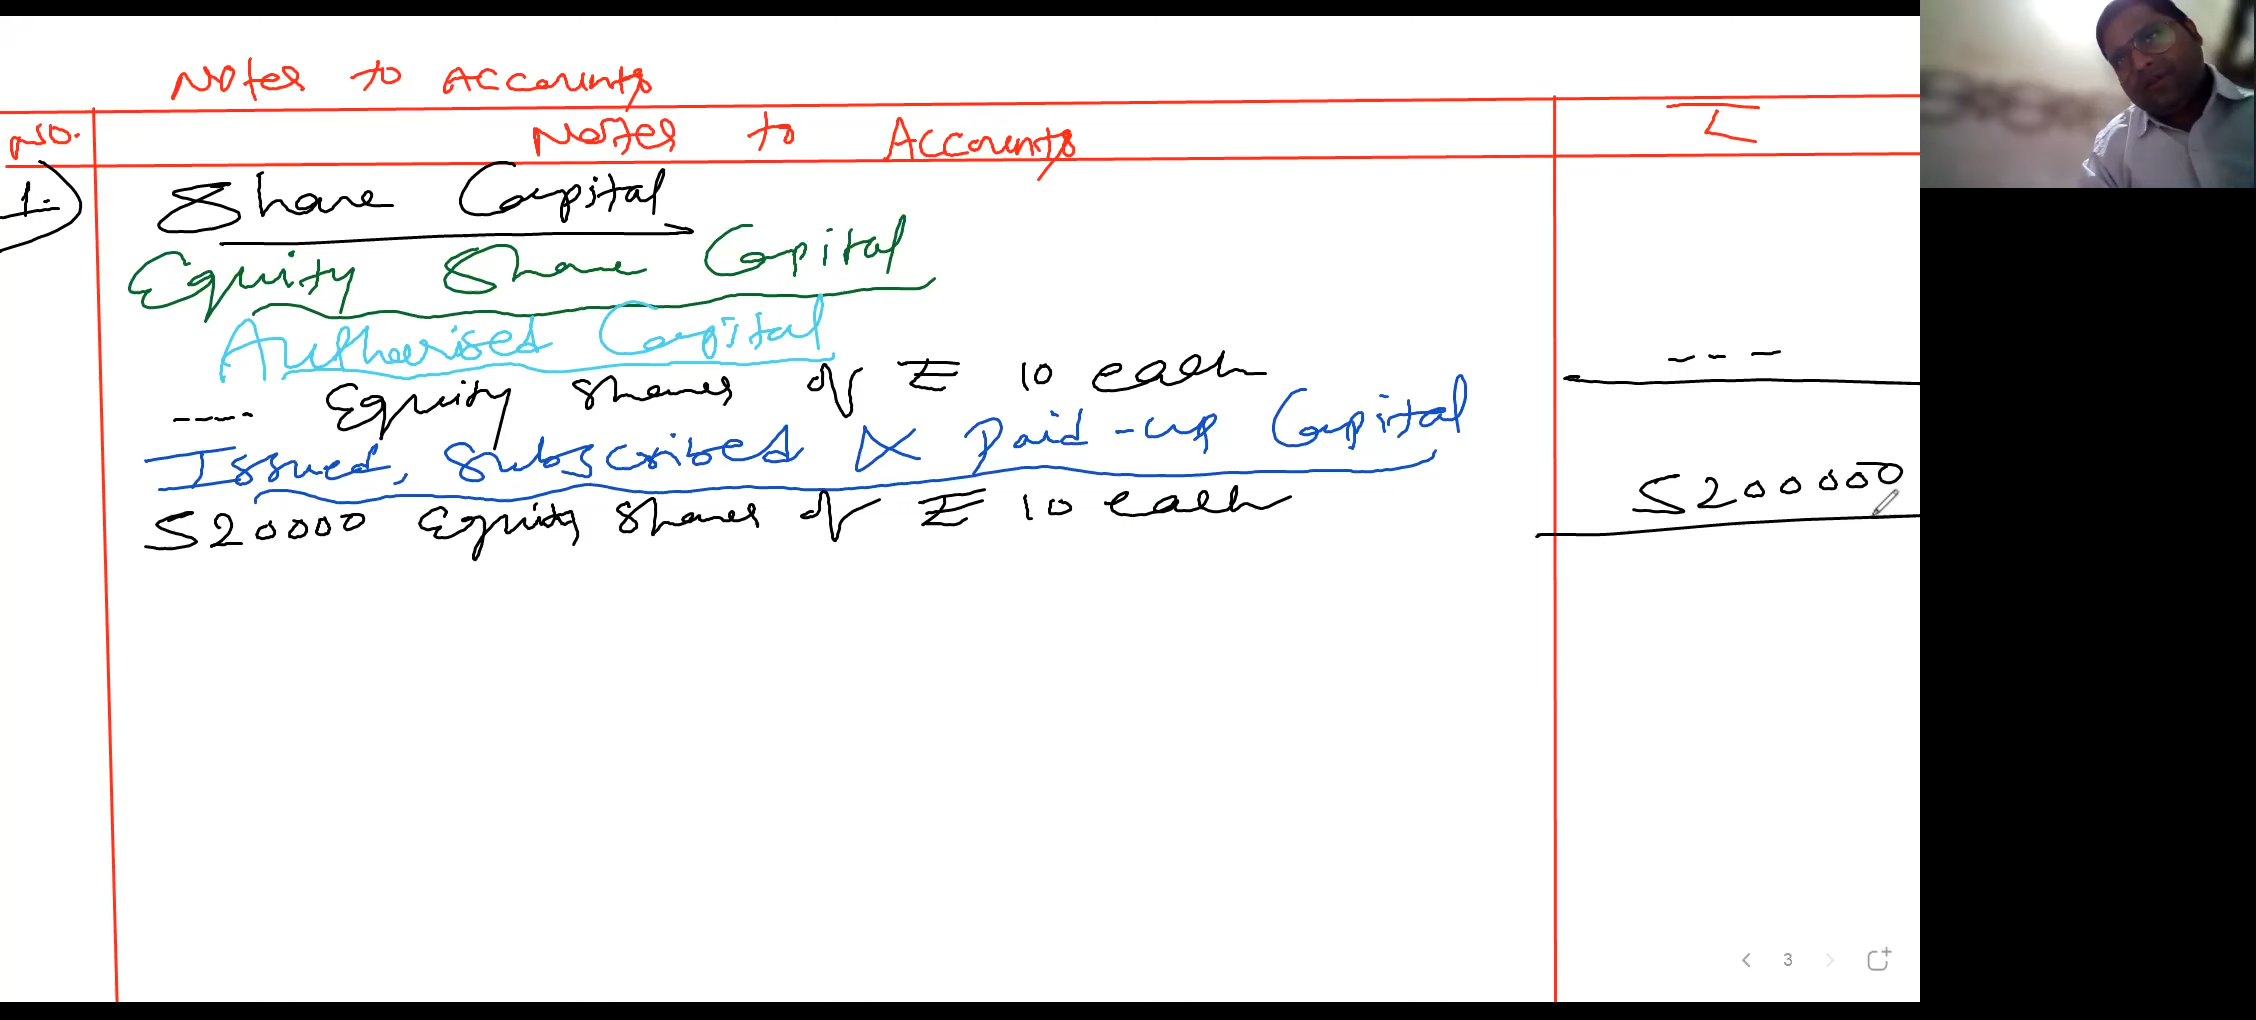 Notes to Accounts
No. Notes to Accounts ₹
1. Share Capital
Equity Share Capital
Authorised Capital
---- Equity shares of ₹ 10 each ---
Issued, Subscribed & Paid-up Capital
520000 Equity shares of ₹ 10 each 5200000
3